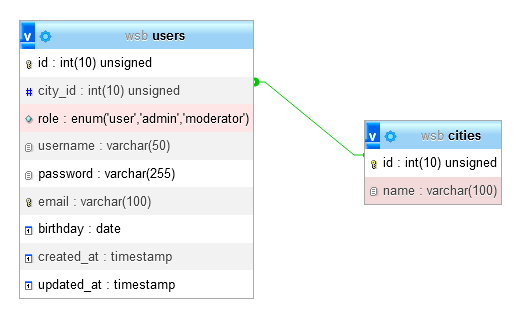 v wsb users
id : int(10) unsigned
# city_id : int(10) unsigned
role : enum('user','admin','moderator')
username : varchar(50)
password : varchar(255)
email : varchar(100)
birthday : date
created_at : timestamp
updated_at : timestamp
v wsb cities
id : int(10) unsigned
name : varchar(100)